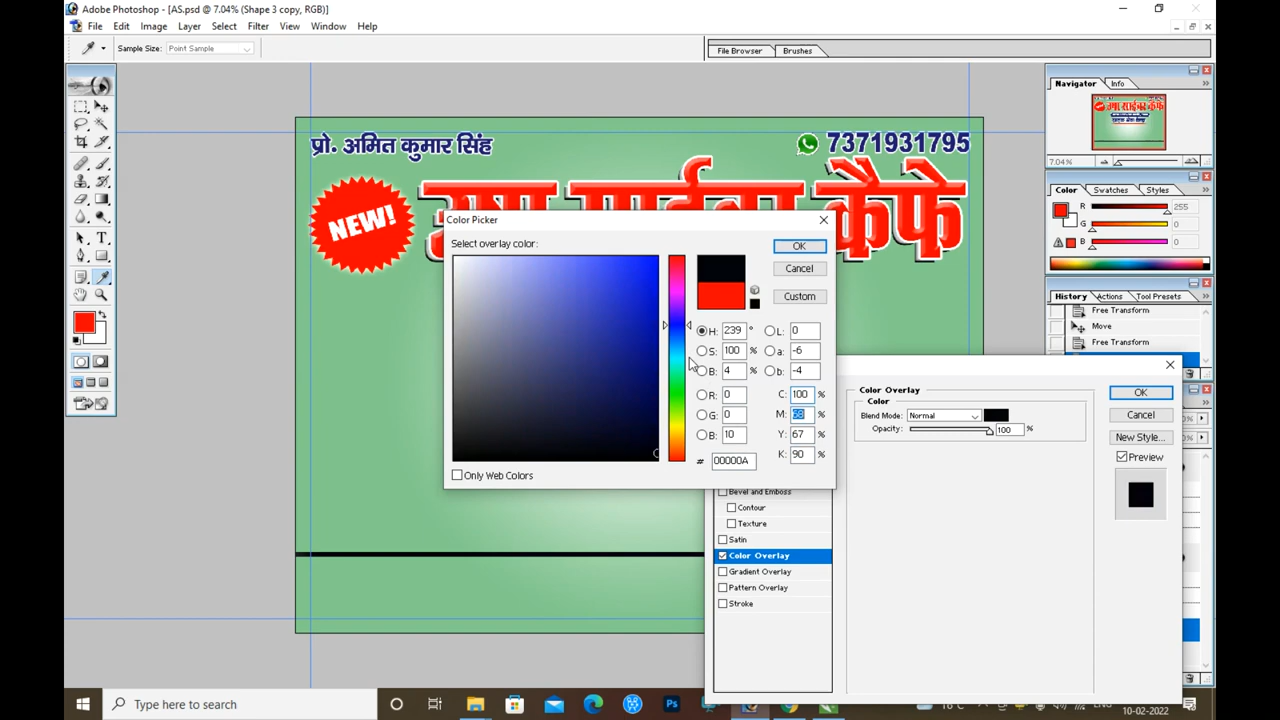 Adobe Photoshop - [AS.psd @ 7.04% (Shape 3 copy, RGB)]
File Edit Image Layer Select Filter View Window Help
Sample Size: Point Sample
File Browser Brushes
Navigator Info
7.04%
प्रो. अमित कुमार सिंह
7371931795
NEW!
कैफे
Color Swatches Styles
R 255
G 0
B 0
History Actions Tool Presets
Free Transform
Move
Free Transform
Color Picker
Select overlay color:
OK
Cancel
Custom
H: 239 ° L: 0
S: 100 % a: -6
B: 4 % b: -4
R: 0 C: 100 %
G: 0 M: 68 %
B: 10 Y: 67 %
# 00000A K: 90 %
Only Web Colors
Color Overlay
Color
Blend Mode: Normal
Opacity: 100 %
OK
Cancel
New Style...
Preview
Bevel and Emboss
Contour
Texture
Satin
Color Overlay
Gradient Overlay
Pattern Overlay
Stroke
Type here to search
Ps
16°C
ENG
10-02-2022